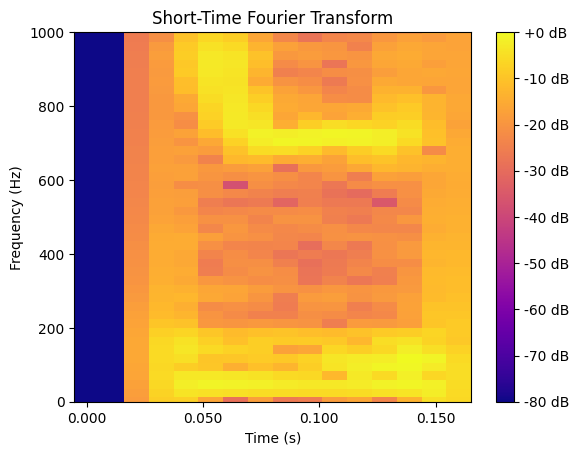 Short-Time Fourier Transform
1000
800
600
400
200
0
Frequency (Hz)
0.000
0.050
0.100
0.150
Time (s)
+0 dB
-10 dB
-20 dB
-30 dB
-40 dB
-50 dB
-60 dB
-70 dB
-80 dB